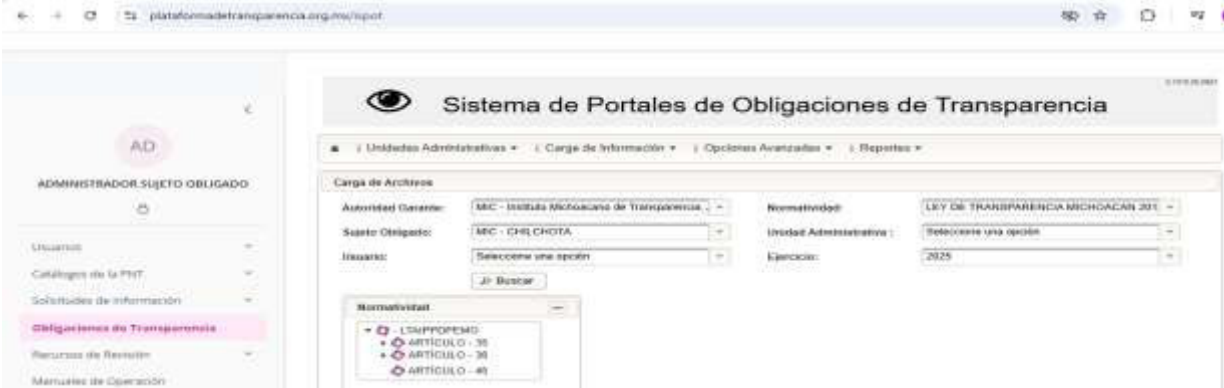 plataformadetransparencia.org.mx/sipot
Sistema de Portales de Obligaciones de Transparencia
AD
ADMINISTRADOR SUJETO OBLIGADO
Usuarios
Catálogos de la PNT
Solicitudes de Información
Obligaciones de Transparencia
Recursos de Revisión
Manuales de Operación
Unidades Administrativas
Carga de Información
Opciones Avanzadas
Reportes
Carga de Archivos
Autoridad Garante: MIC - Instituto Michoacano de Transparencia
Normatividad: LEY DE TRANSPARENCIA MICHOACAN 201
Sujeto Obligado: MIC - CHILCHOTA
Unidad Administrativa : Seleccione una opción
Usuario: Seleccione una opción
Ejercicio: 2025
Buscar
Normatividad
ARTÍCULO - 35
ARTÍCULO - 36